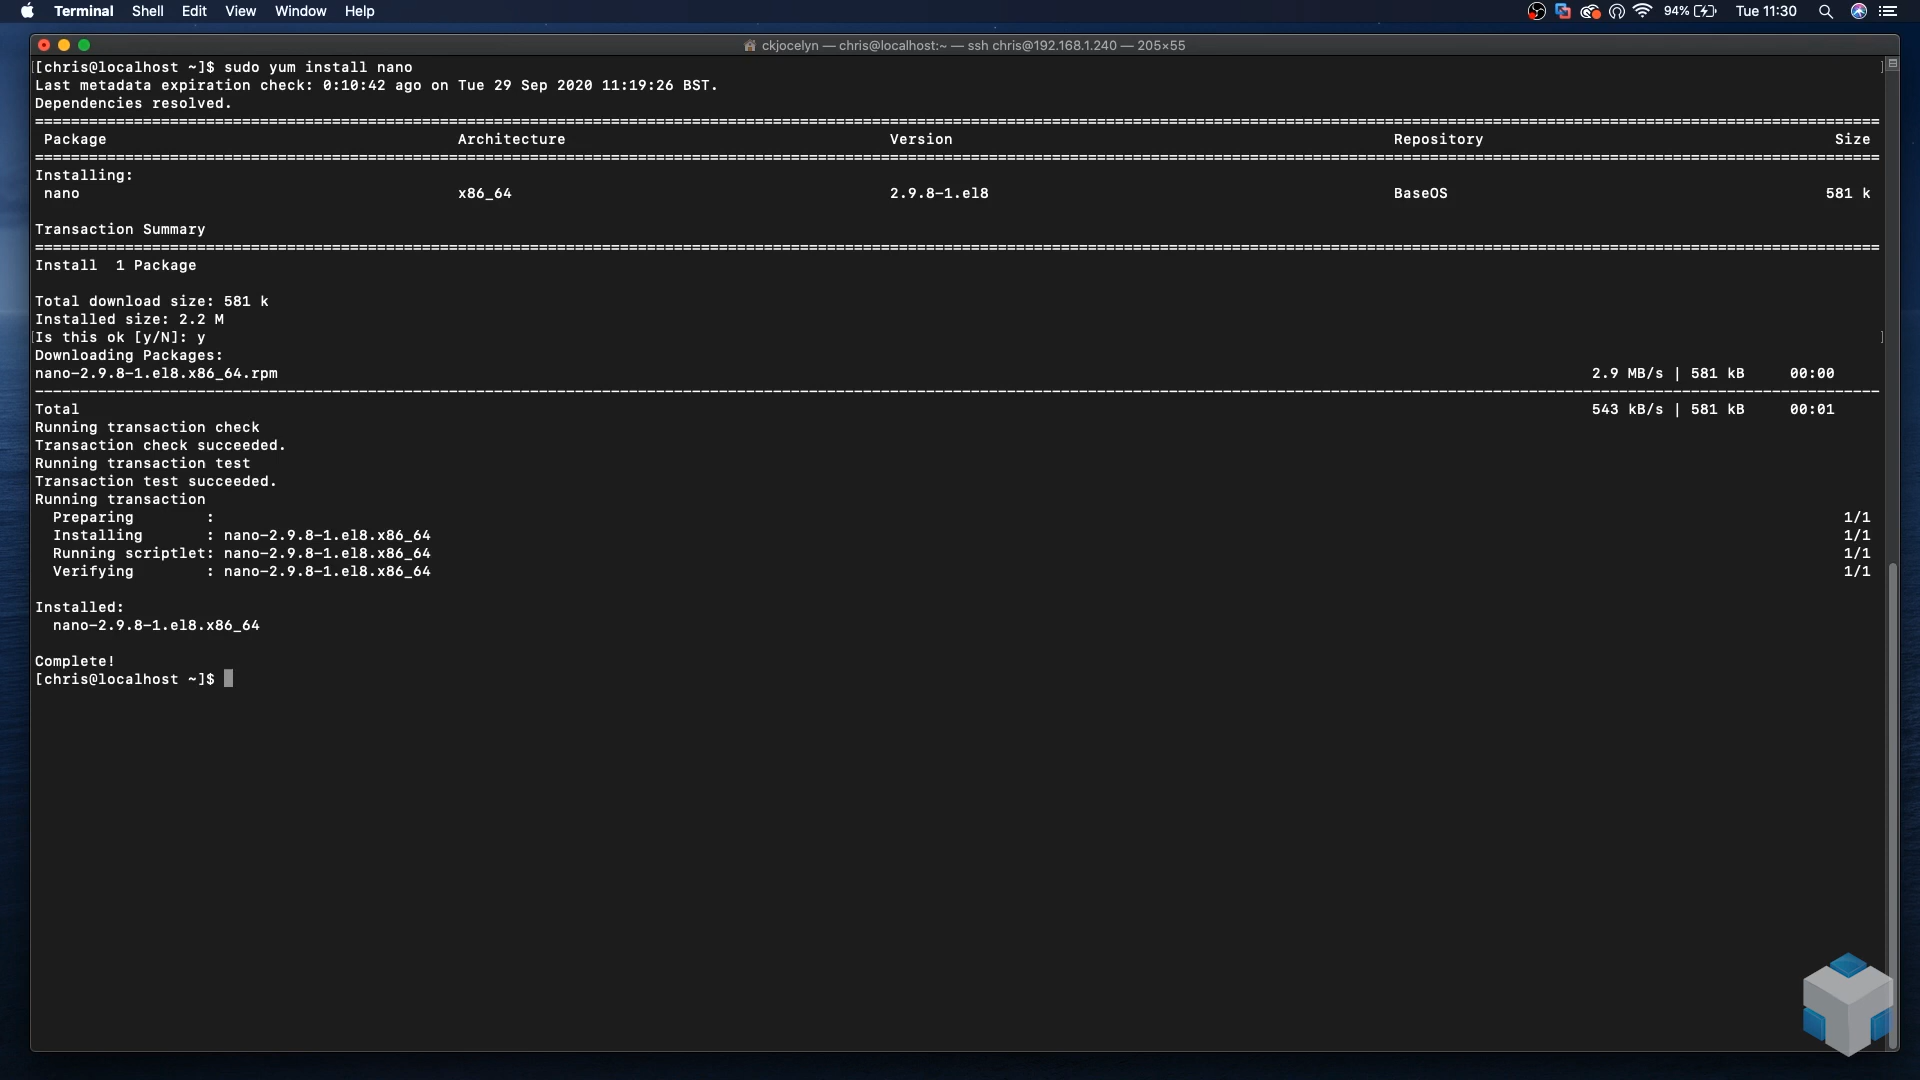 Terminal Shell Edit View Window Help 94% Tue 11:30
ckjocelyn — chris@localhost:~ — ssh chris@192.168.1.240 — 205×55
[[chris@localhost ~]$ sudo yum install nano ]
Last metadata expiration check: 0:10:42 ago on Tue 29 Sep 2020 11:19:26 BST.
Dependencies resolved.
Package Architecture Version Repository Size
Installing:
nano x86_64 2.9.8-1.el8 BaseOS 581 k
Transaction Summary
Install 1 Package
Total download size: 581 k
Installed size: 2.2 M
[Is this ok [y/N]: y ]
Downloading Packages:
nano-2.9.8-1.el8.x86_64.rpm 2.9 MB/s | 581 kB 00:00
Total 543 kB/s | 581 kB 00:01
Running transaction check
Transaction check succeeded.
Running transaction test
Transaction test succeeded.
Running transaction
Preparing : 1/1
Installing : nano-2.9.8-1.el8.x86_64 1/1
Running scriptlet: nano-2.9.8-1.el8.x86_64 1/1
Verifying : nano-2.9.8-1.el8.x86_64 1/1
Installed:
nano-2.9.8-1.el8.x86_64
Complete!
[chris@localhost ~]$